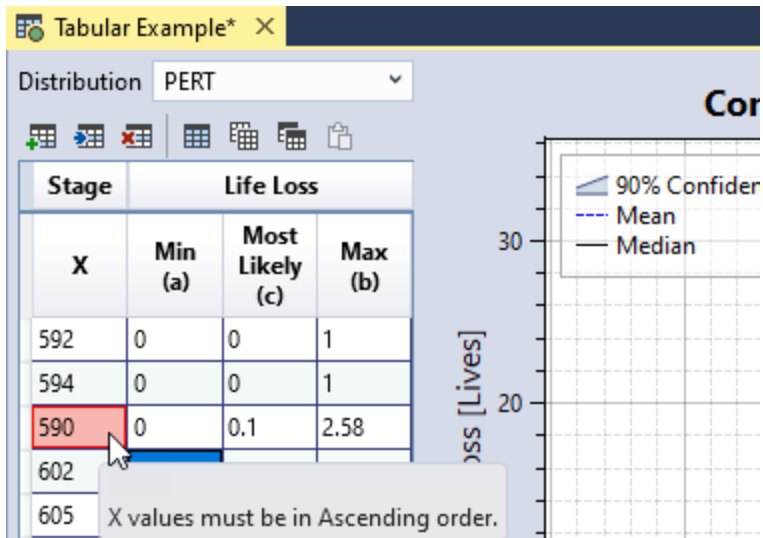 Tabular Example* ×
Distribution PERT
Stage Life Loss
X Min (a) Most Likely (c) Max (b)
592 0 0 1
594 0 0 1
590 0 0.1 2.58
602
605
X values must be in Ascending order.
90% Confiden
Mean
Median
30
20
[Lives]